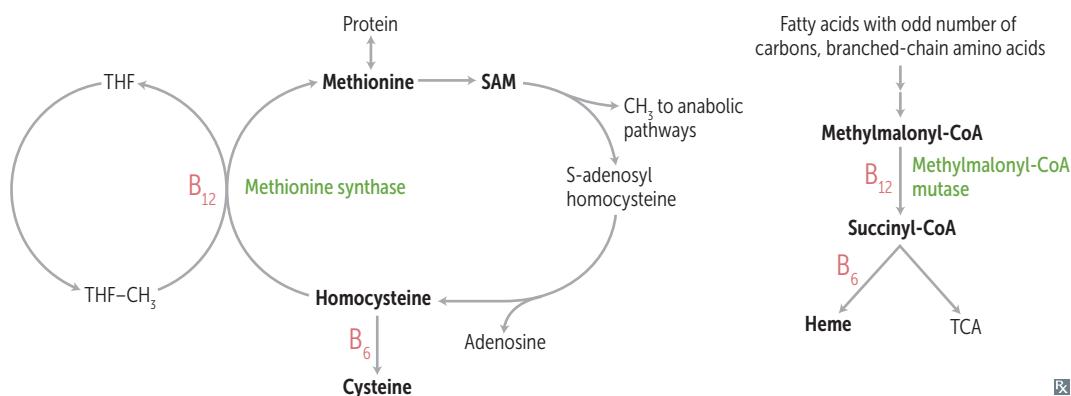 Protein
THF
Methionine
SAM
CH₃ to anabolic
pathways
B₁₂
Methionine synthase
S-adenosyl
homocysteine
THF–CH₃
Homocysteine
Adenosine
B₆
Cysteine
Fatty acids with odd number of
carbons, branched-chain amino acids
Methylmalonyl-CoA
B₁₂
Methylmalonyl-CoA
mutase
Succinyl-CoA
B₆
Heme
TCA
Rx